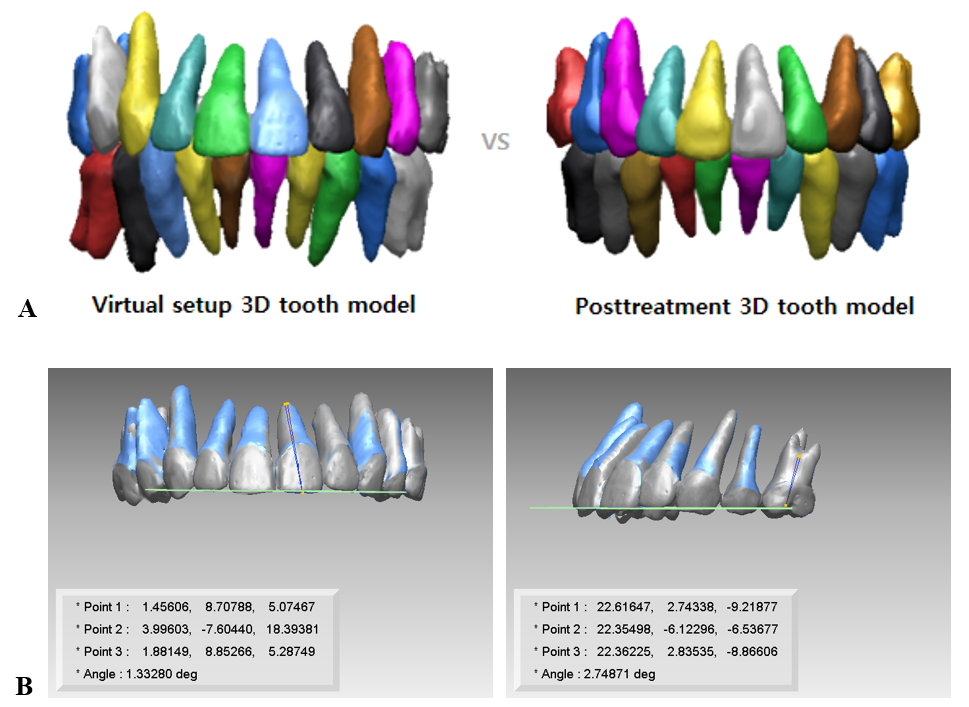 VS
A
Virtual setup 3D tooth model
Posttreatment 3D tooth model
* Point 1 : 1.45606, 8.70788, 5.07467
* Point 2 : 3.99603, -7.60440, 18.39381
* Point 3 : 1.88149, 8.85266, 5.28749
* Angle : 1.33280 deg
* Point 1 : 22.61647, 2.74338, -9.21877
* Point 2 : 22.35498, -6.12296, -6.53677
* Point 3 : 22.36225, 2.83535, -8.86606
* Angle : 2.74871 deg
B